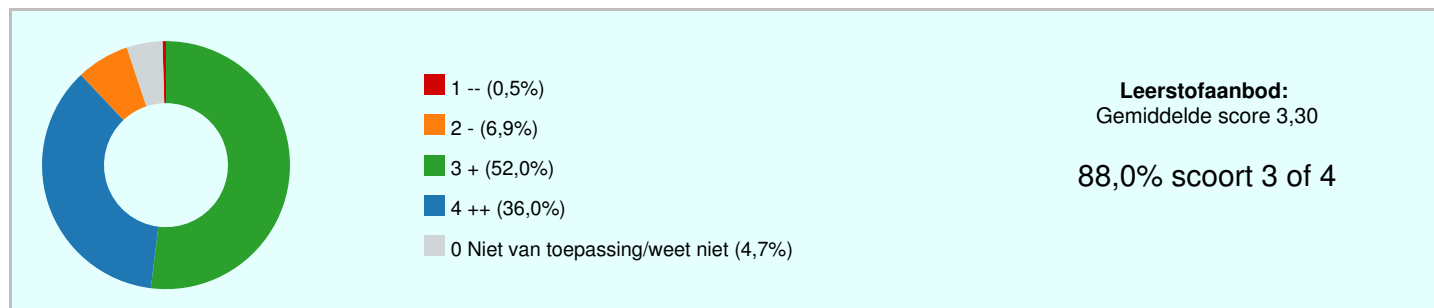 1 -- (0,5%)
2 - (6,9%)
3 + (52,0%)
4 ++ (36,0%)
0 Niet van toepassing/weet niet (4,7%)
Leerstofaanbod:
Gemiddelde score 3,30
88,0% scoort 3 of 4